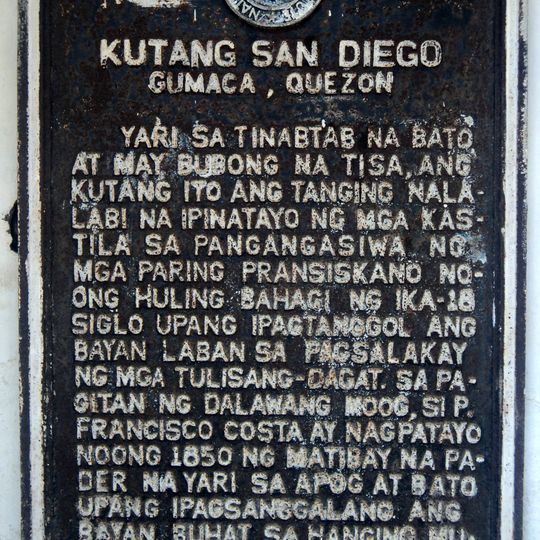 KUTANG SAN DIEGO
GUMACA, QUEZON
YARI SA TINABTAB NA BATO
AT MAY BUBONG NA TISA, ANG
KUTANG ITO ANG TANGING NALA-
LABI NA IPINATAYO NG MGA KAS-
TILA SA PANGANGASIWA NG
MGA PARING PRANSISKANO NO-
ONG HULING BAHAGI NG IKA-18
SIGLO UPANG IPAGTANGGOL ANG
BAYAN LABAN SA PAGSALAKAY
NG MGA TULISANG-DAGAT. SA PA-
GITAN NG DALAWANG MOOG, SI P.
FRANCISCO COSTA AY NAGPATAYO
NOONG 1850 NG MATIBAY NA PA-
DER NA YARI SA APOG AT BATO
UPANG IPAGSANGGALANG ANG
BAYAN BUHAT SA HANGING MU-